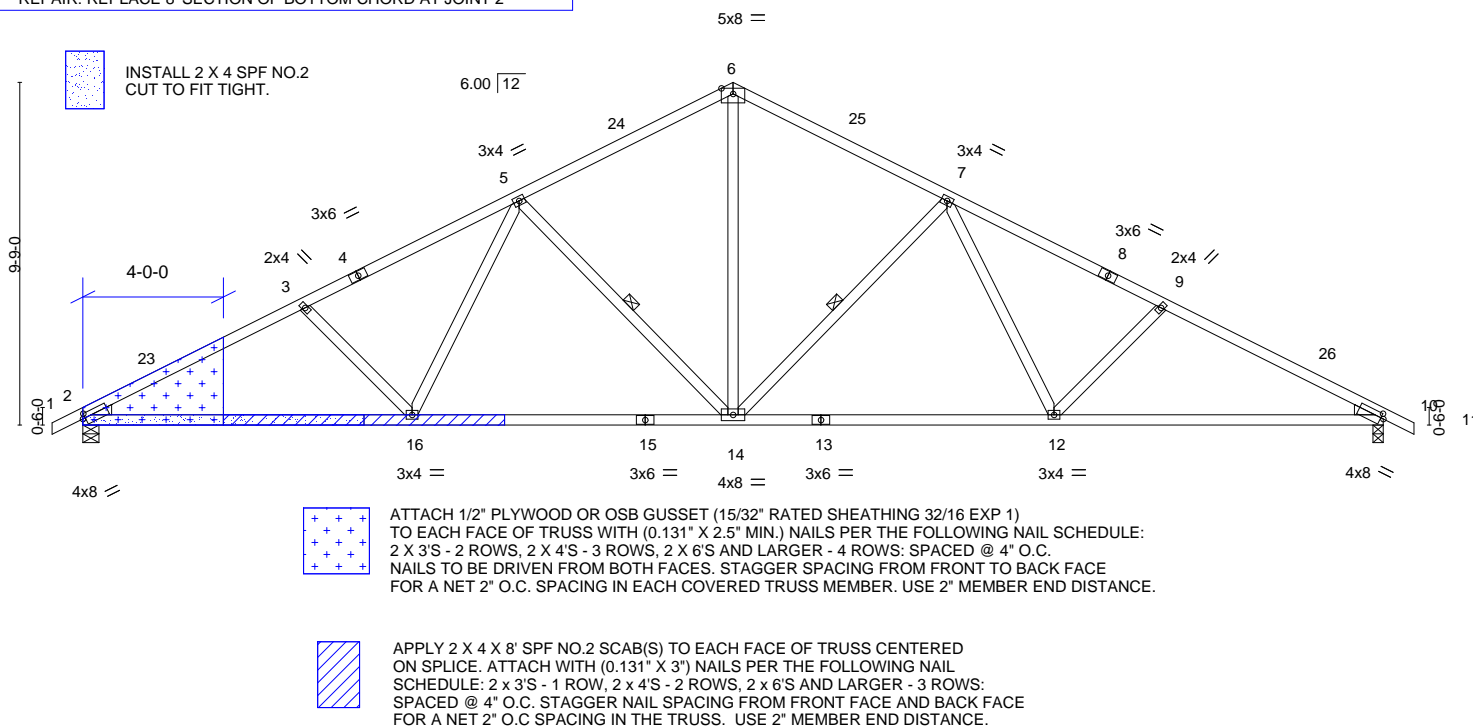 REPAIR: REPLACE 8' SECTION OF BOTTOM CHORD AT JOINT 2
5x8
INSTALL 2 X 4 SPF NO.2
CUT TO FIT TIGHT.
6.00 12
6
24
25
3x4
3x4
5
7
3x6
3x6
9-9-0
4-0-0
2x4
4
8
2x4
3
9
23
26
0-6-0
1
2
10
0-6-0
11
16
15
14
13
12
3x4
3x6
4x8
3x6
3x4
4x8
4x8
ATTACH 1/2" PLYWOOD OR OSB GUSSET (15/32" RATED SHEATHING 32/16 EXP 1)
TO EACH FACE OF TRUSS WITH (0.131" X 2.5" MIN.) NAILS PER THE FOLLOWING NAIL SCHEDULE:
2 X 3'S - 2 ROWS, 2 X 4'S - 3 ROWS, 2 X 6'S AND LARGER - 4 ROWS: SPACED @ 4" O.C.
NAILS TO BE DRIVEN FROM BOTH FACES. STAGGER SPACING FROM FRONT TO BACK FACE
FOR A NET 2" O.C. SPACING IN EACH COVERED TRUSS MEMBER. USE 2" MEMBER END DISTANCE.
APPLY 2 X 4 X 8' SPF NO.2 SCAB(S) TO EACH FACE OF TRUSS CENTERED
ON SPLICE. ATTACH WITH (0.131" X 3") NAILS PER THE FOLLOWING NAIL
SCHEDULE: 2 x 3'S - 1 ROW, 2 x 4'S - 2 ROWS, 2 x 6'S AND LARGER - 3 ROWS:
SPACED @ 4" O.C. STAGGER NAIL SPACING FROM FRONT FACE AND BACK FACE
FOR A NET 2" O.C SPACING IN THE TRUSS. USE 2" MEMBER END DISTANCE.